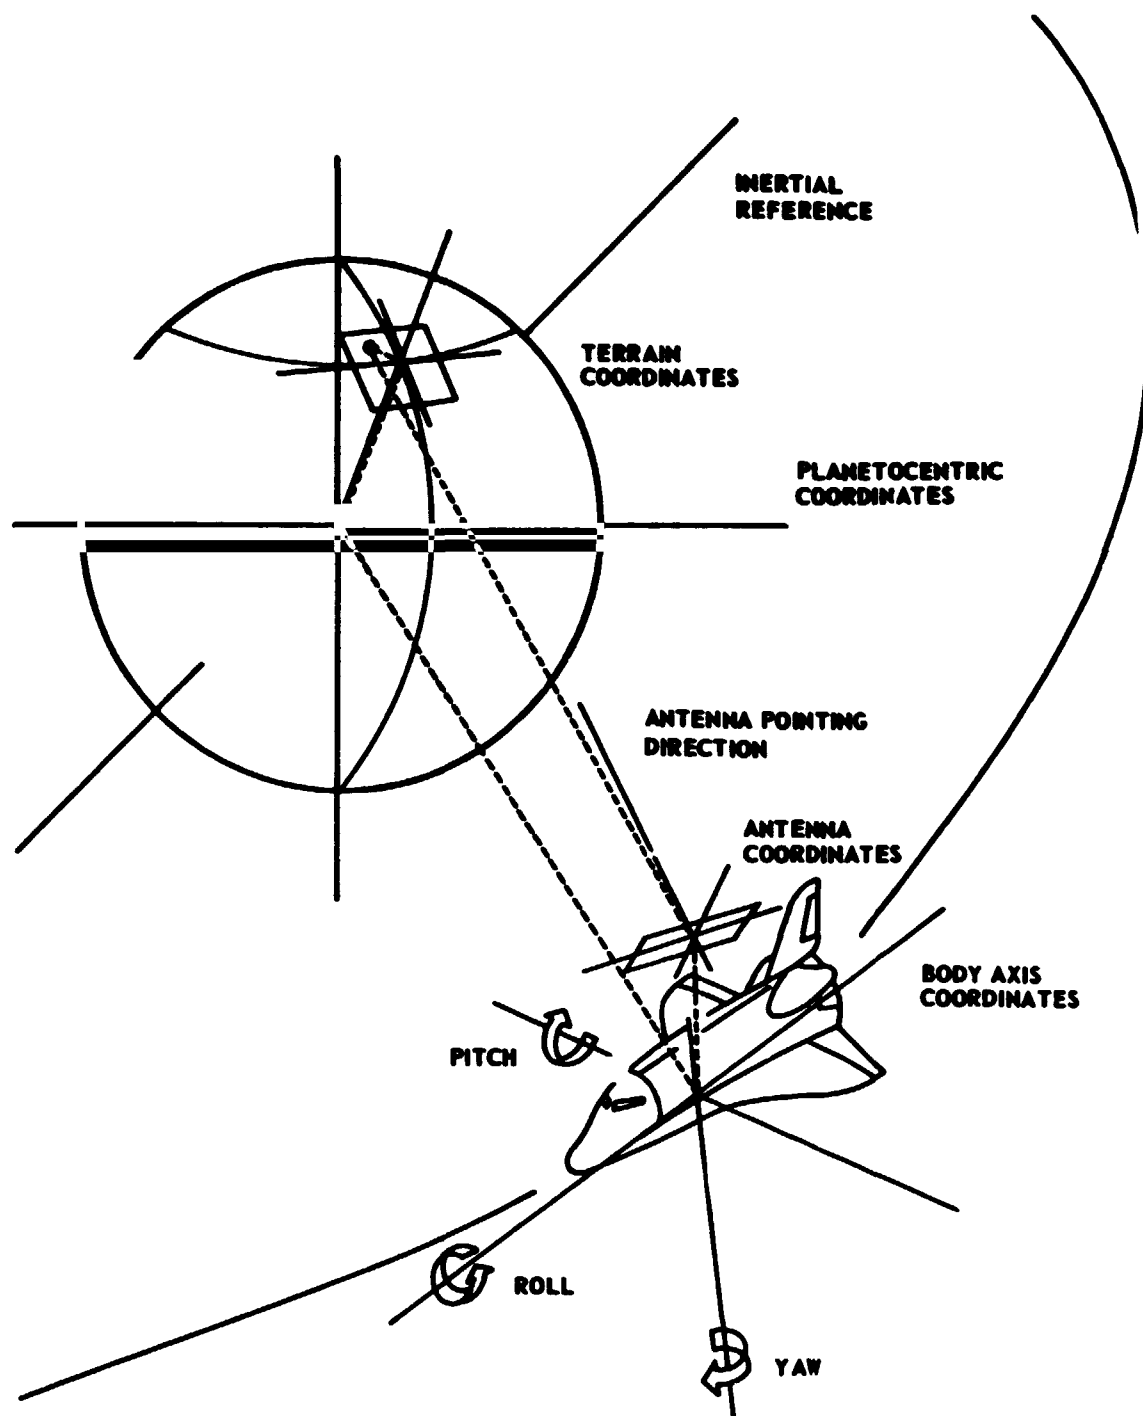 INERTIAL
REFERENCE
TERRAIN
COORDINATES
PLANETOCENTRIC
COORDINATES
ANTENNA POINTING
DIRECTION
ANTENNA
COORDINATES
BODY AXIS
COORDINATES
PITCH
ROLL
YAW